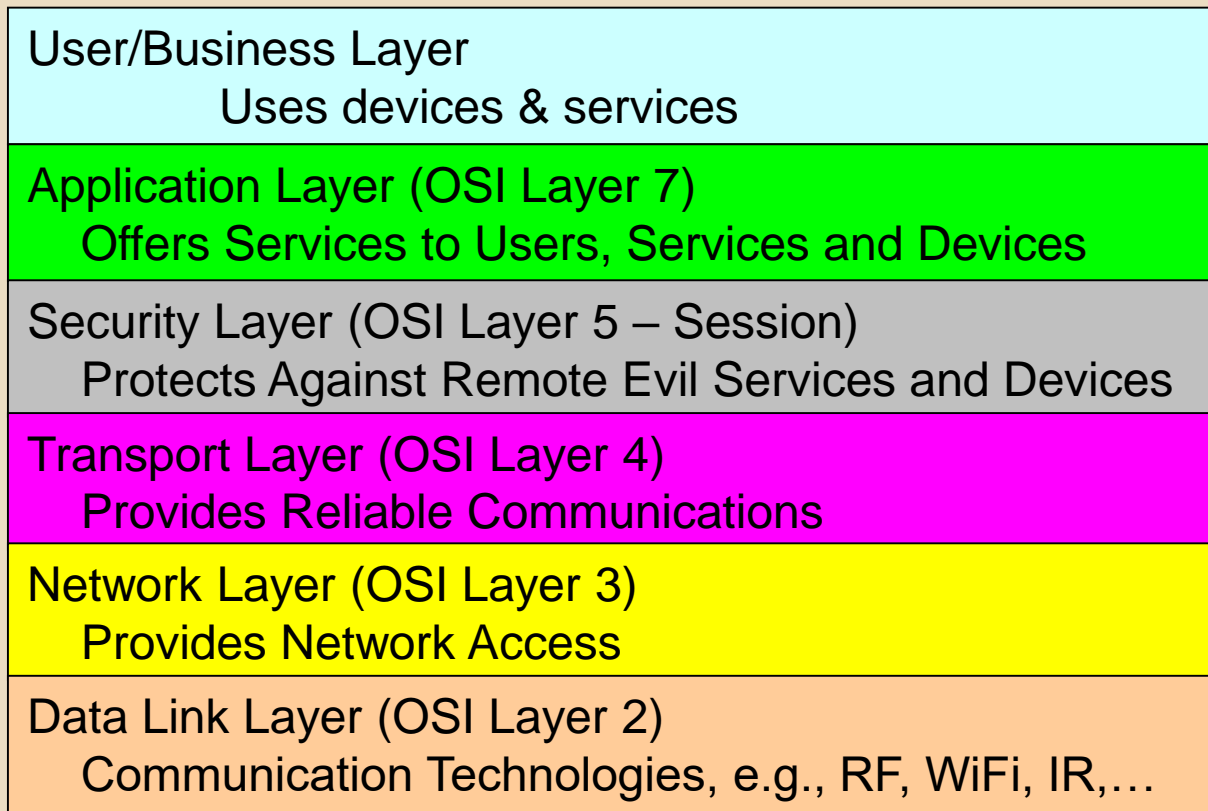 User/Business Layer
Uses devices & services
Application Layer (OSI Layer 7)
Offers Services to Users, Services and Devices
Security Layer (OSI Layer 5 – Session)
Protects Against Remote Evil Services and Devices
Transport Layer (OSI Layer 4)
Provides Reliable Communications
Network Layer (OSI Layer 3)
Provides Network Access
Data Link Layer (OSI Layer 2)
Communication Technologies, e.g., RF, WiFi, IR,…